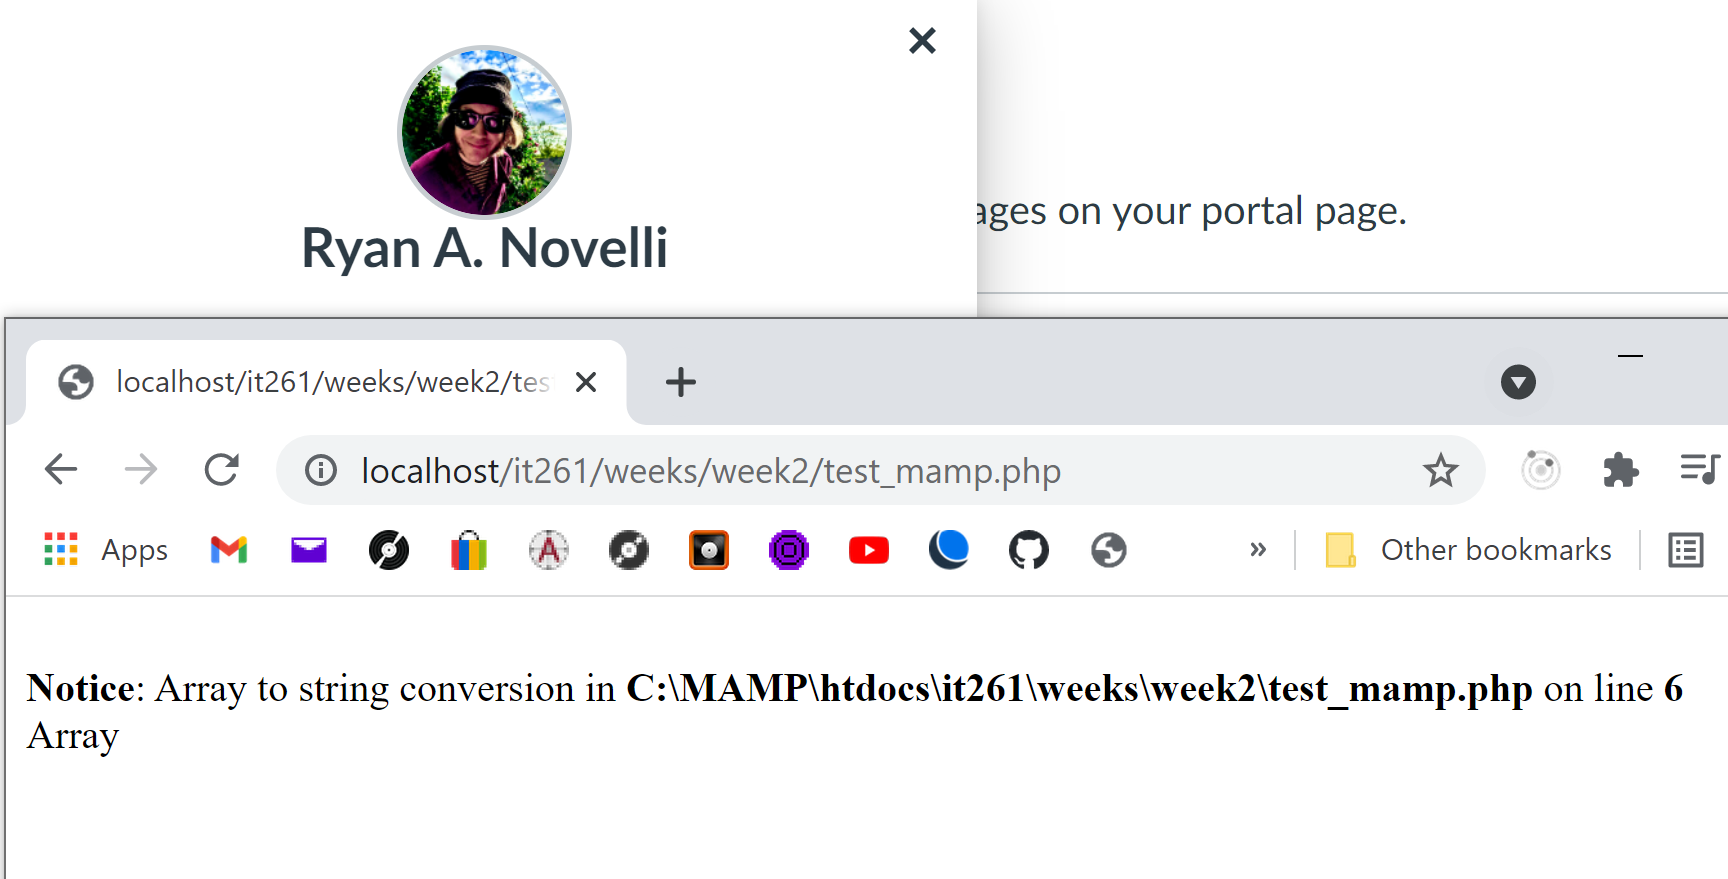 Ryan A. Novelli
ages on your portal page.
localhost/it261/weeks/week2/tes
localhost/it261/weeks/week2/test_mamp.php
Apps
» Other bookmarks
Notice: Array to string conversion in C:\MAMP\htdocs\it261\weeks\week2\test_mamp.php on line 6
Array